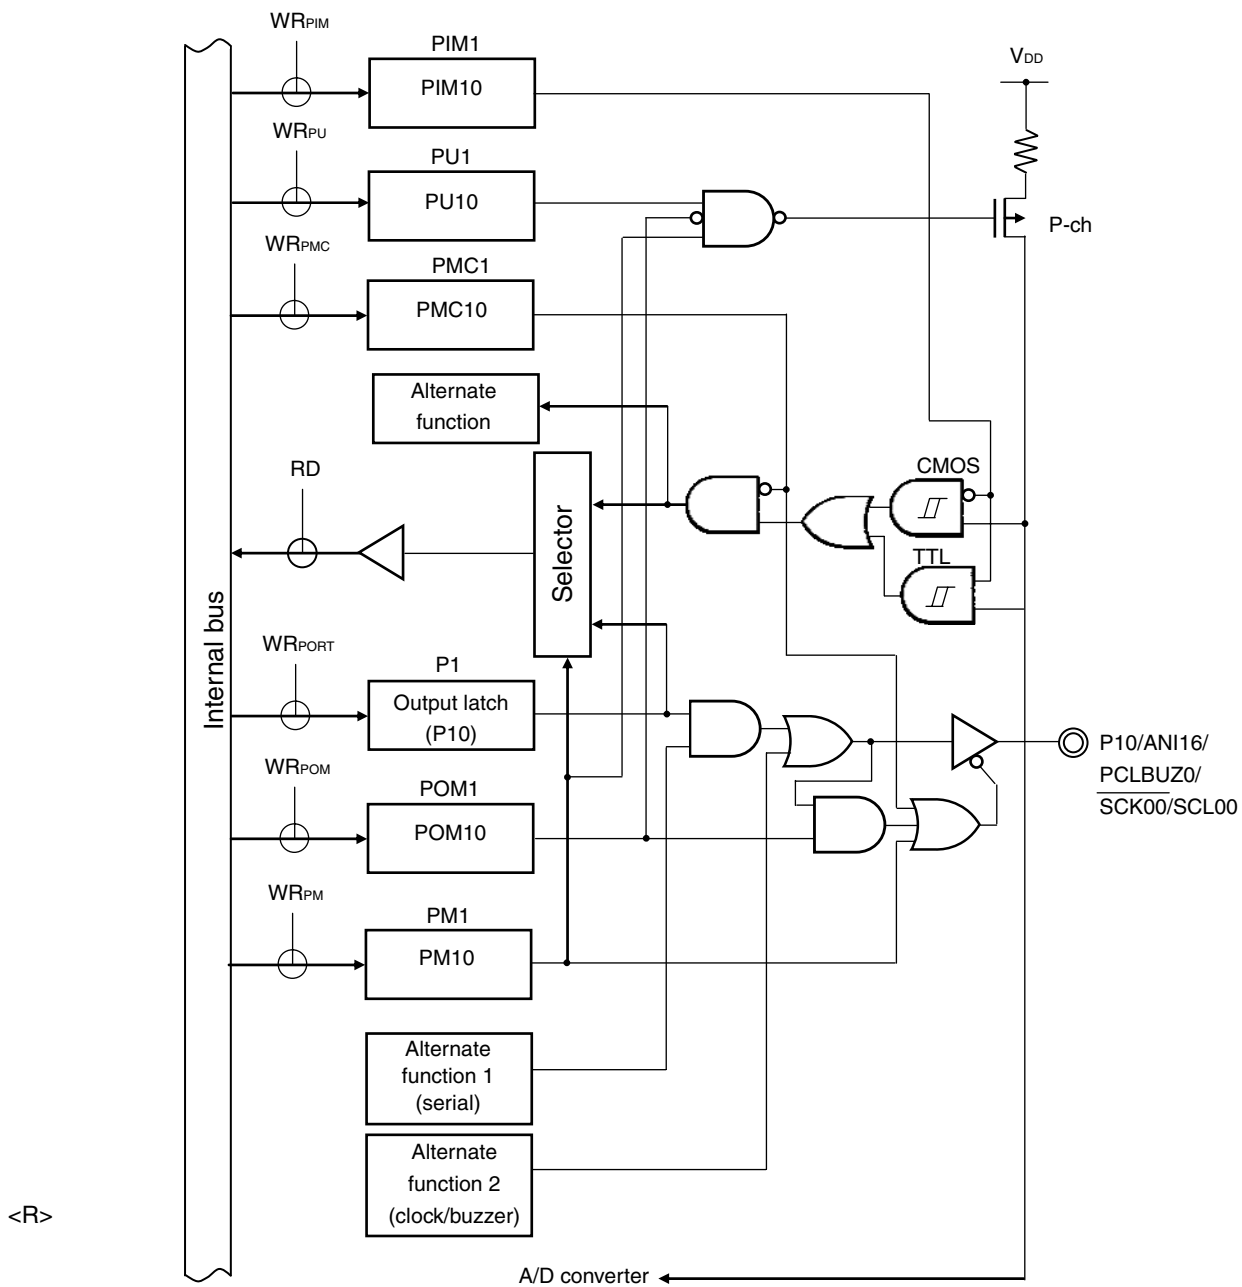 WRPIM
PIM1
PIM10
VDD
WRPU
PU1
PU10
P-ch
WRPMC
PMC1
PMC10
Alternate
function
RD
Selector
CMOS
TTL
Internal bus
WRPORT
P1
Output latch
(P10)
P10/ANI16/
PCLBUZ0/
SCK00/SCL00
WRPOM
POM1
POM10
WRPM
PM1
PM10
Alternate
function 1
(serial)
Alternate
function 2
(clock/buzzer)
<R>
A/D converter